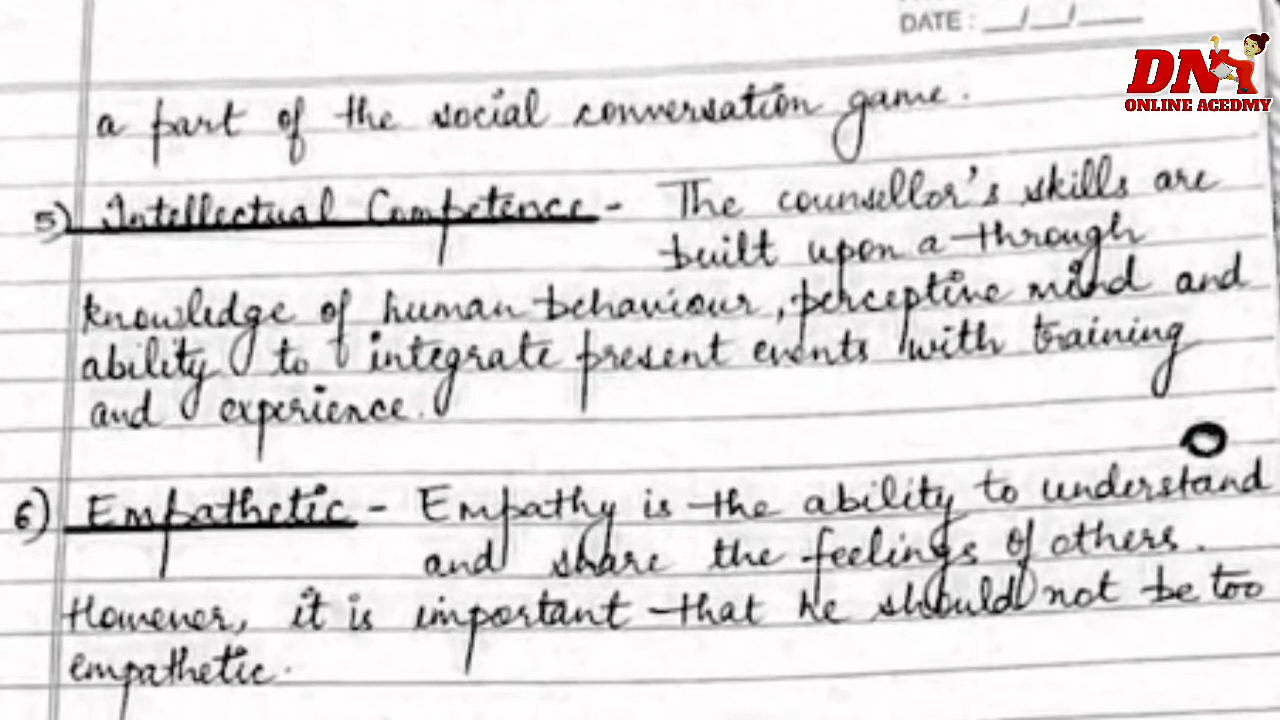 DATE : __/__/____
DNA
ONLINE ACEDMY
a part of the social conversation game.
5) Intellectual Competence - The counsellor's skills are
built upon a through
knowledge of human behaviour, perceptive mind and
ability to integrate present events with training
and experience.
6) Empathetic - Empathy is the ability to understand
and share the feelings of others.
However, it is important that he should not be too
empathetic.